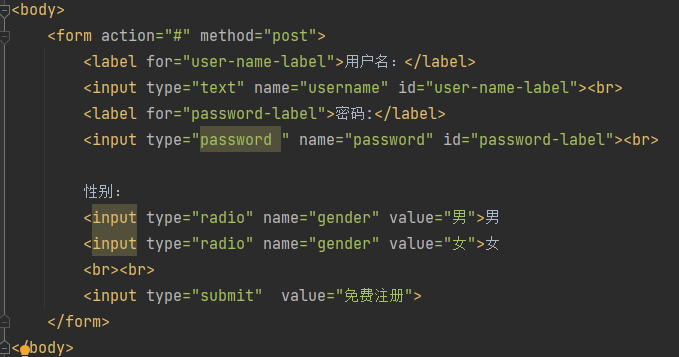 <body>
<form action="#" method="post">
<label for="user-name-label">用户名：</label>
<input type="text" name="username" id="user-name-label"><br>
<label for="password-label">密码:</label>
<input type="password " name="password" id="password-label"><br>
性别：
<input type="radio" name="gender" value="男">男
<input type="radio" name="gender" value="女">女
<br><br>
<input type="submit"  value="免费注册">
</form>
</body>